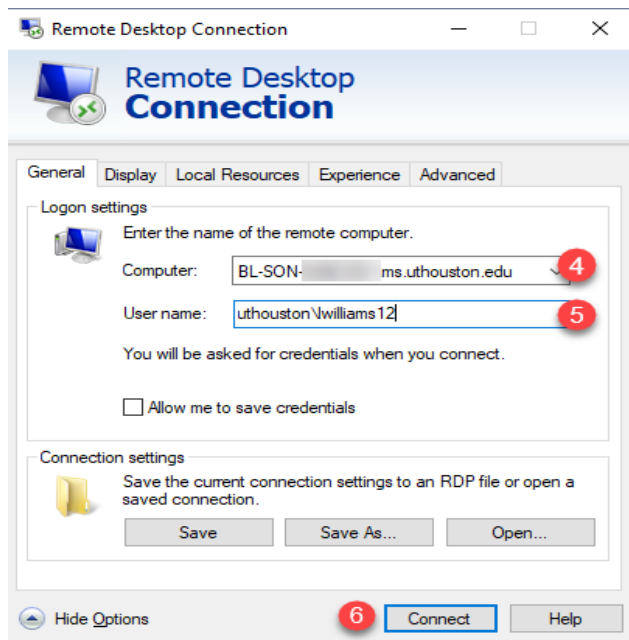 Remote Desktop Connection
Remote Desktop
Connection
General Display Local Resources Experience Advanced
Logon settings
Enter the name of the remote computer.
Computer: BL-SON- ms.uthouston.edu 4
User name: uthouston\lwilliams12 5
You will be asked for credentials when you connect.
Allow me to save credentials
Connection settings
Save the current connection settings to an RDP file or open a
saved connection.
Save Save As... Open...
Hide Options 6 Connect Help